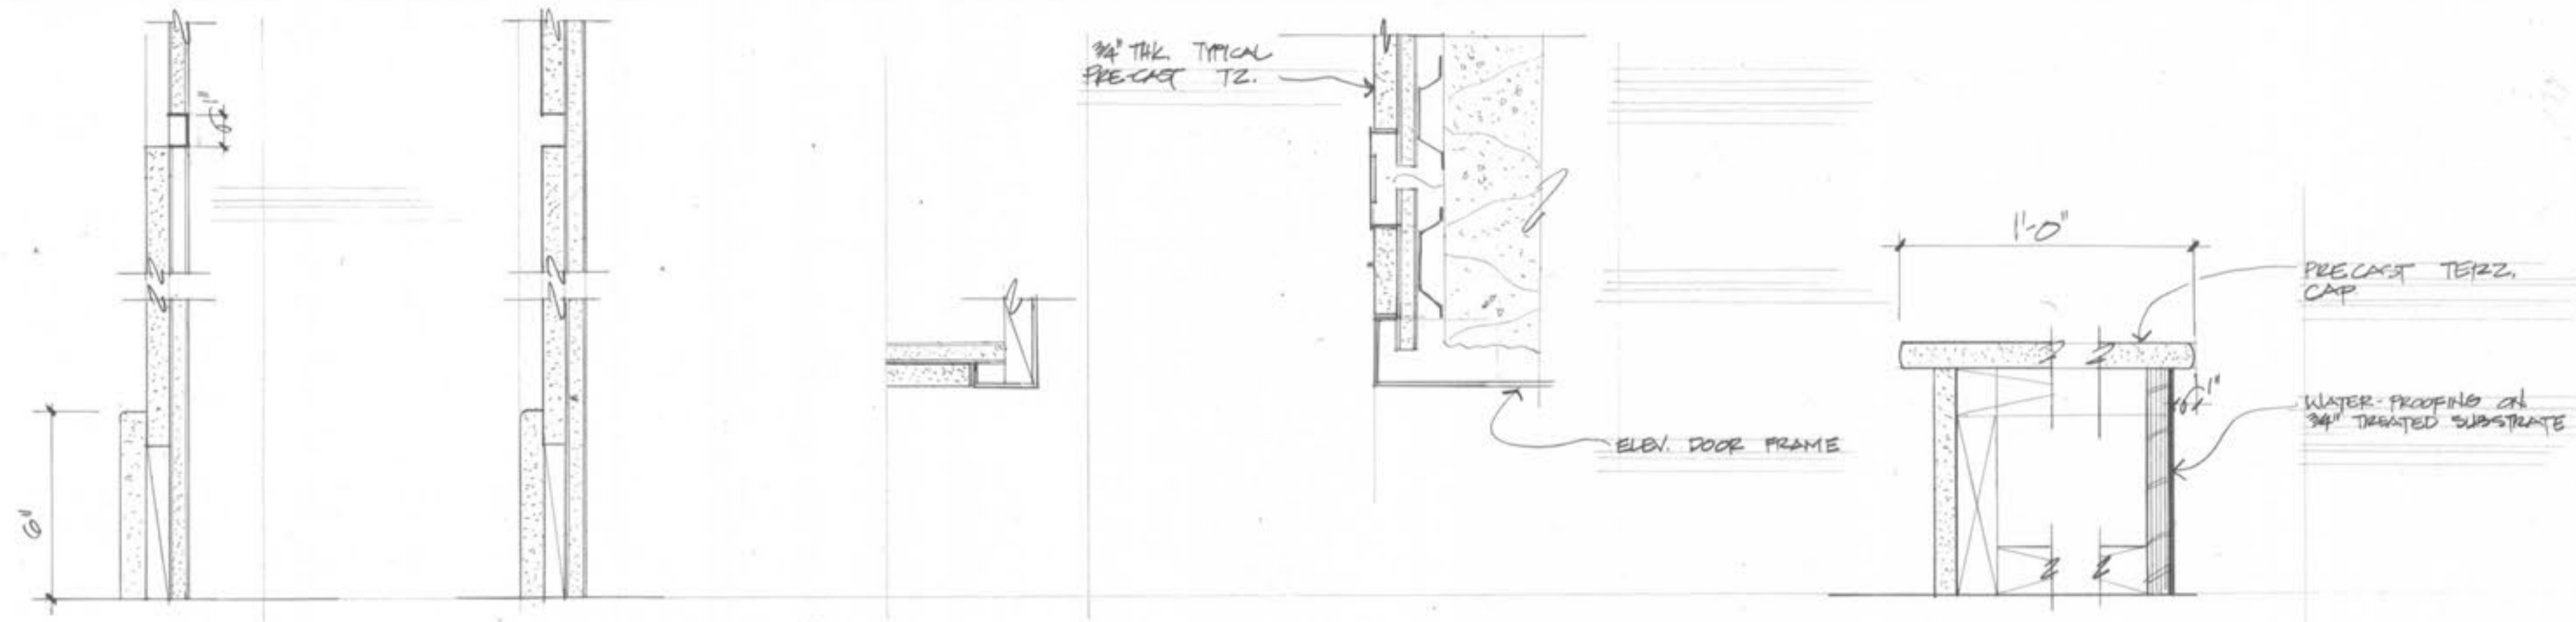 1"
6"
3/4" THK. TYPICAL
PRE-CAST TZ.
ELEV. DOOR FRAME
1'-0"
PRECAST TERZ.
CAP
1"
WATER-PROOFING ON
3/4" TREATED SUBSTRATE